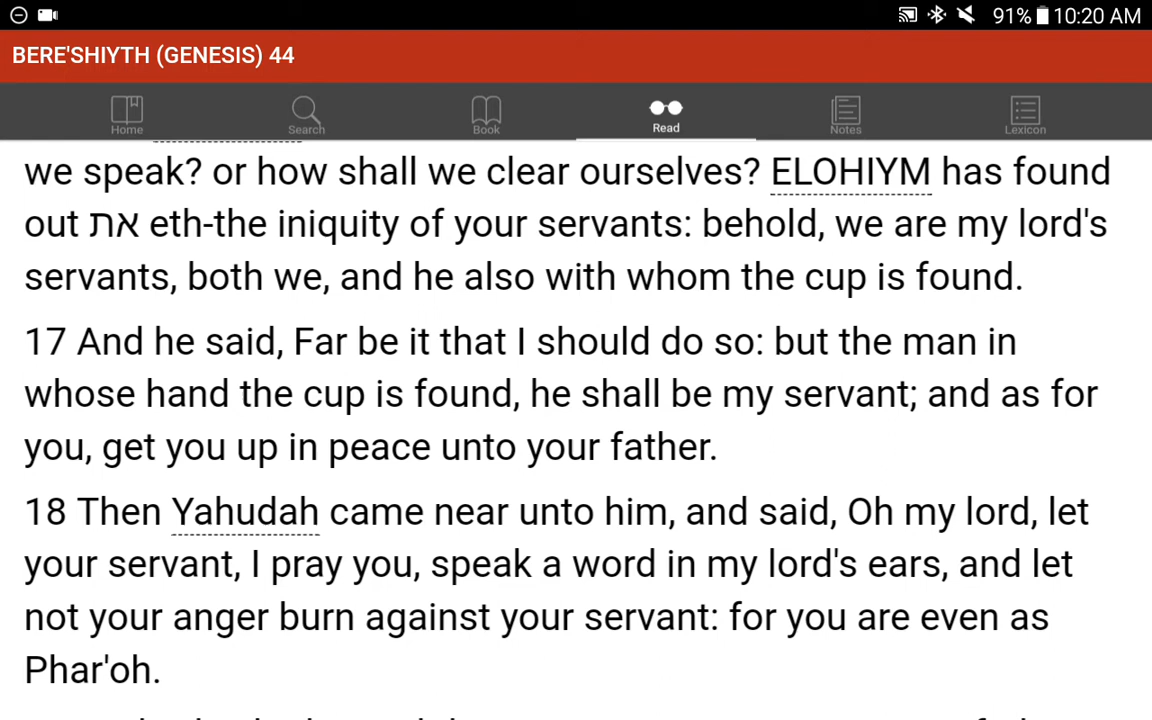 91% 10:20 AM
BERE'SHIYTH (GENESIS) 44
Home Search Book Read Notes Lexicon
we speak? or how shall we clear ourselves? ELOHIYM has found
out את eth-the iniquity of your servants: behold, we are my lord's
servants, both we, and he also with whom the cup is found.
17 And he said, Far be it that I should do so: but the man in
whose hand the cup is found, he shall be my servant; and as for
you, get you up in peace unto your father.
18 Then Yahudah came near unto him, and said, Oh my lord, let
your servant, I pray you, speak a word in my lord's ears, and let
not your anger burn against your servant: for you are even as
Phar'oh.